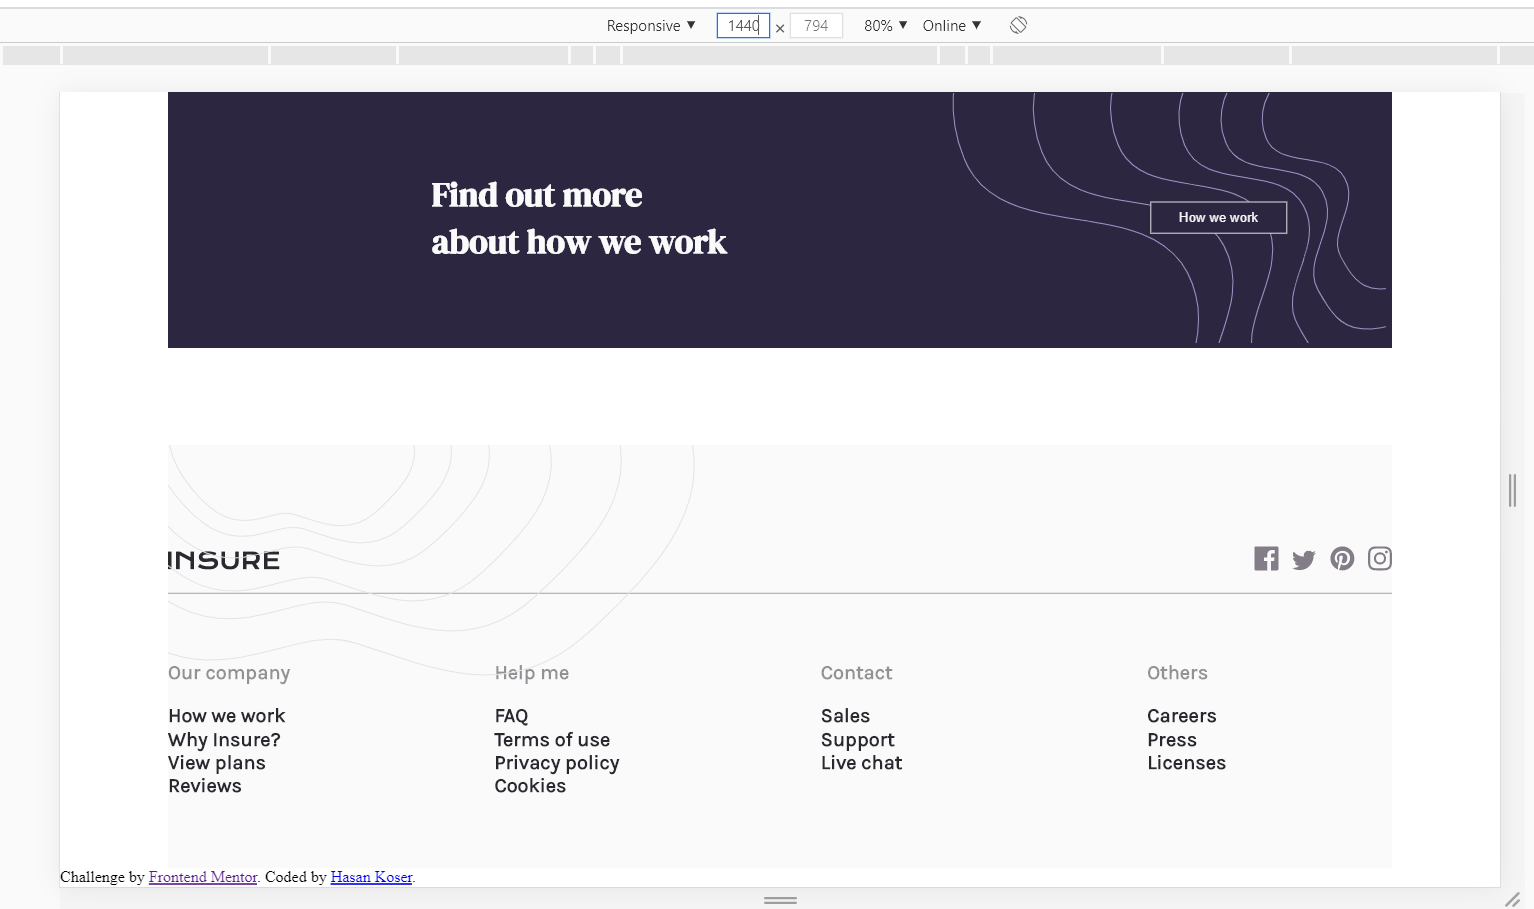 Responsive ▼ 1440 × 794 80% ▼ Online ▼
Find out more
about how we work
How we work
INSURE
Our company Help me Contact Others
How we work FAQ Sales Careers
Why Insure? Terms of use Support Press
View plans Privacy policy Live chat Licenses
Reviews Cookies
Challenge by Frontend Mentor. Coded by Hasan Koser.